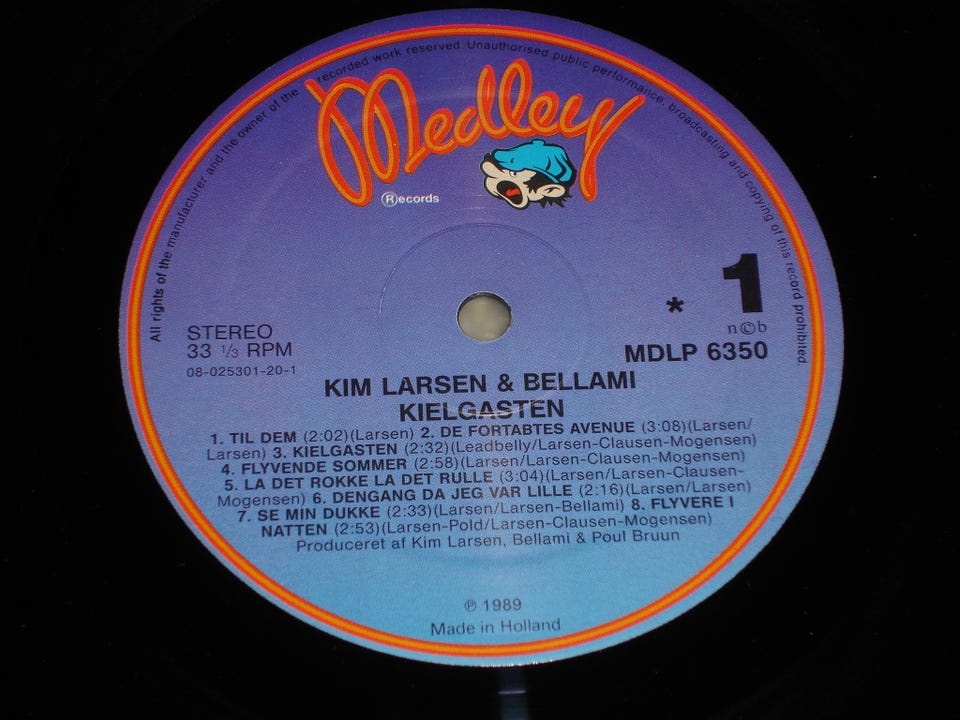 All rights of the manufacturer and the owner of the recorded work reserved. Unauthorised public performance, broadcasting and copying of this record prohibited.
Medley
Records
* 1
n©b
STEREO
33 1/3 RPM
08-025301-20-1
MDLP 6350
KIM LARSEN & BELLAMI
KIELGASTEN
1. TIL DEM (2:02)(Larsen) 2. DE FORTABTES AVENUE (3:08)(Larsen/
Larsen) 3. KIELGASTEN (2:32)(Leadbelly/Larsen-Clausen-Mogensen)
4. FLYVENDE SOMMER (2:58)(Larsen/Larsen-Clausen-Mogensen)
5. LA DET ROKKE LA DET RULLE (3:04)(Larsen/Larsen-Clausen-
Mogensen) 6. DENGANG DA JEG VAR LILLE (2:16)(Larsen/Larsen)
7. SE MIN DUKKE (2:33)(Larsen/Larsen-Bellami) 8. FLYVERE I
NATTEN (2:53)(Larsen-Pold/Larsen-Clausen-Mogensen)
Produceret af Kim Larsen, Bellami & Poul Bruun
℗ 1989
Made in Holland